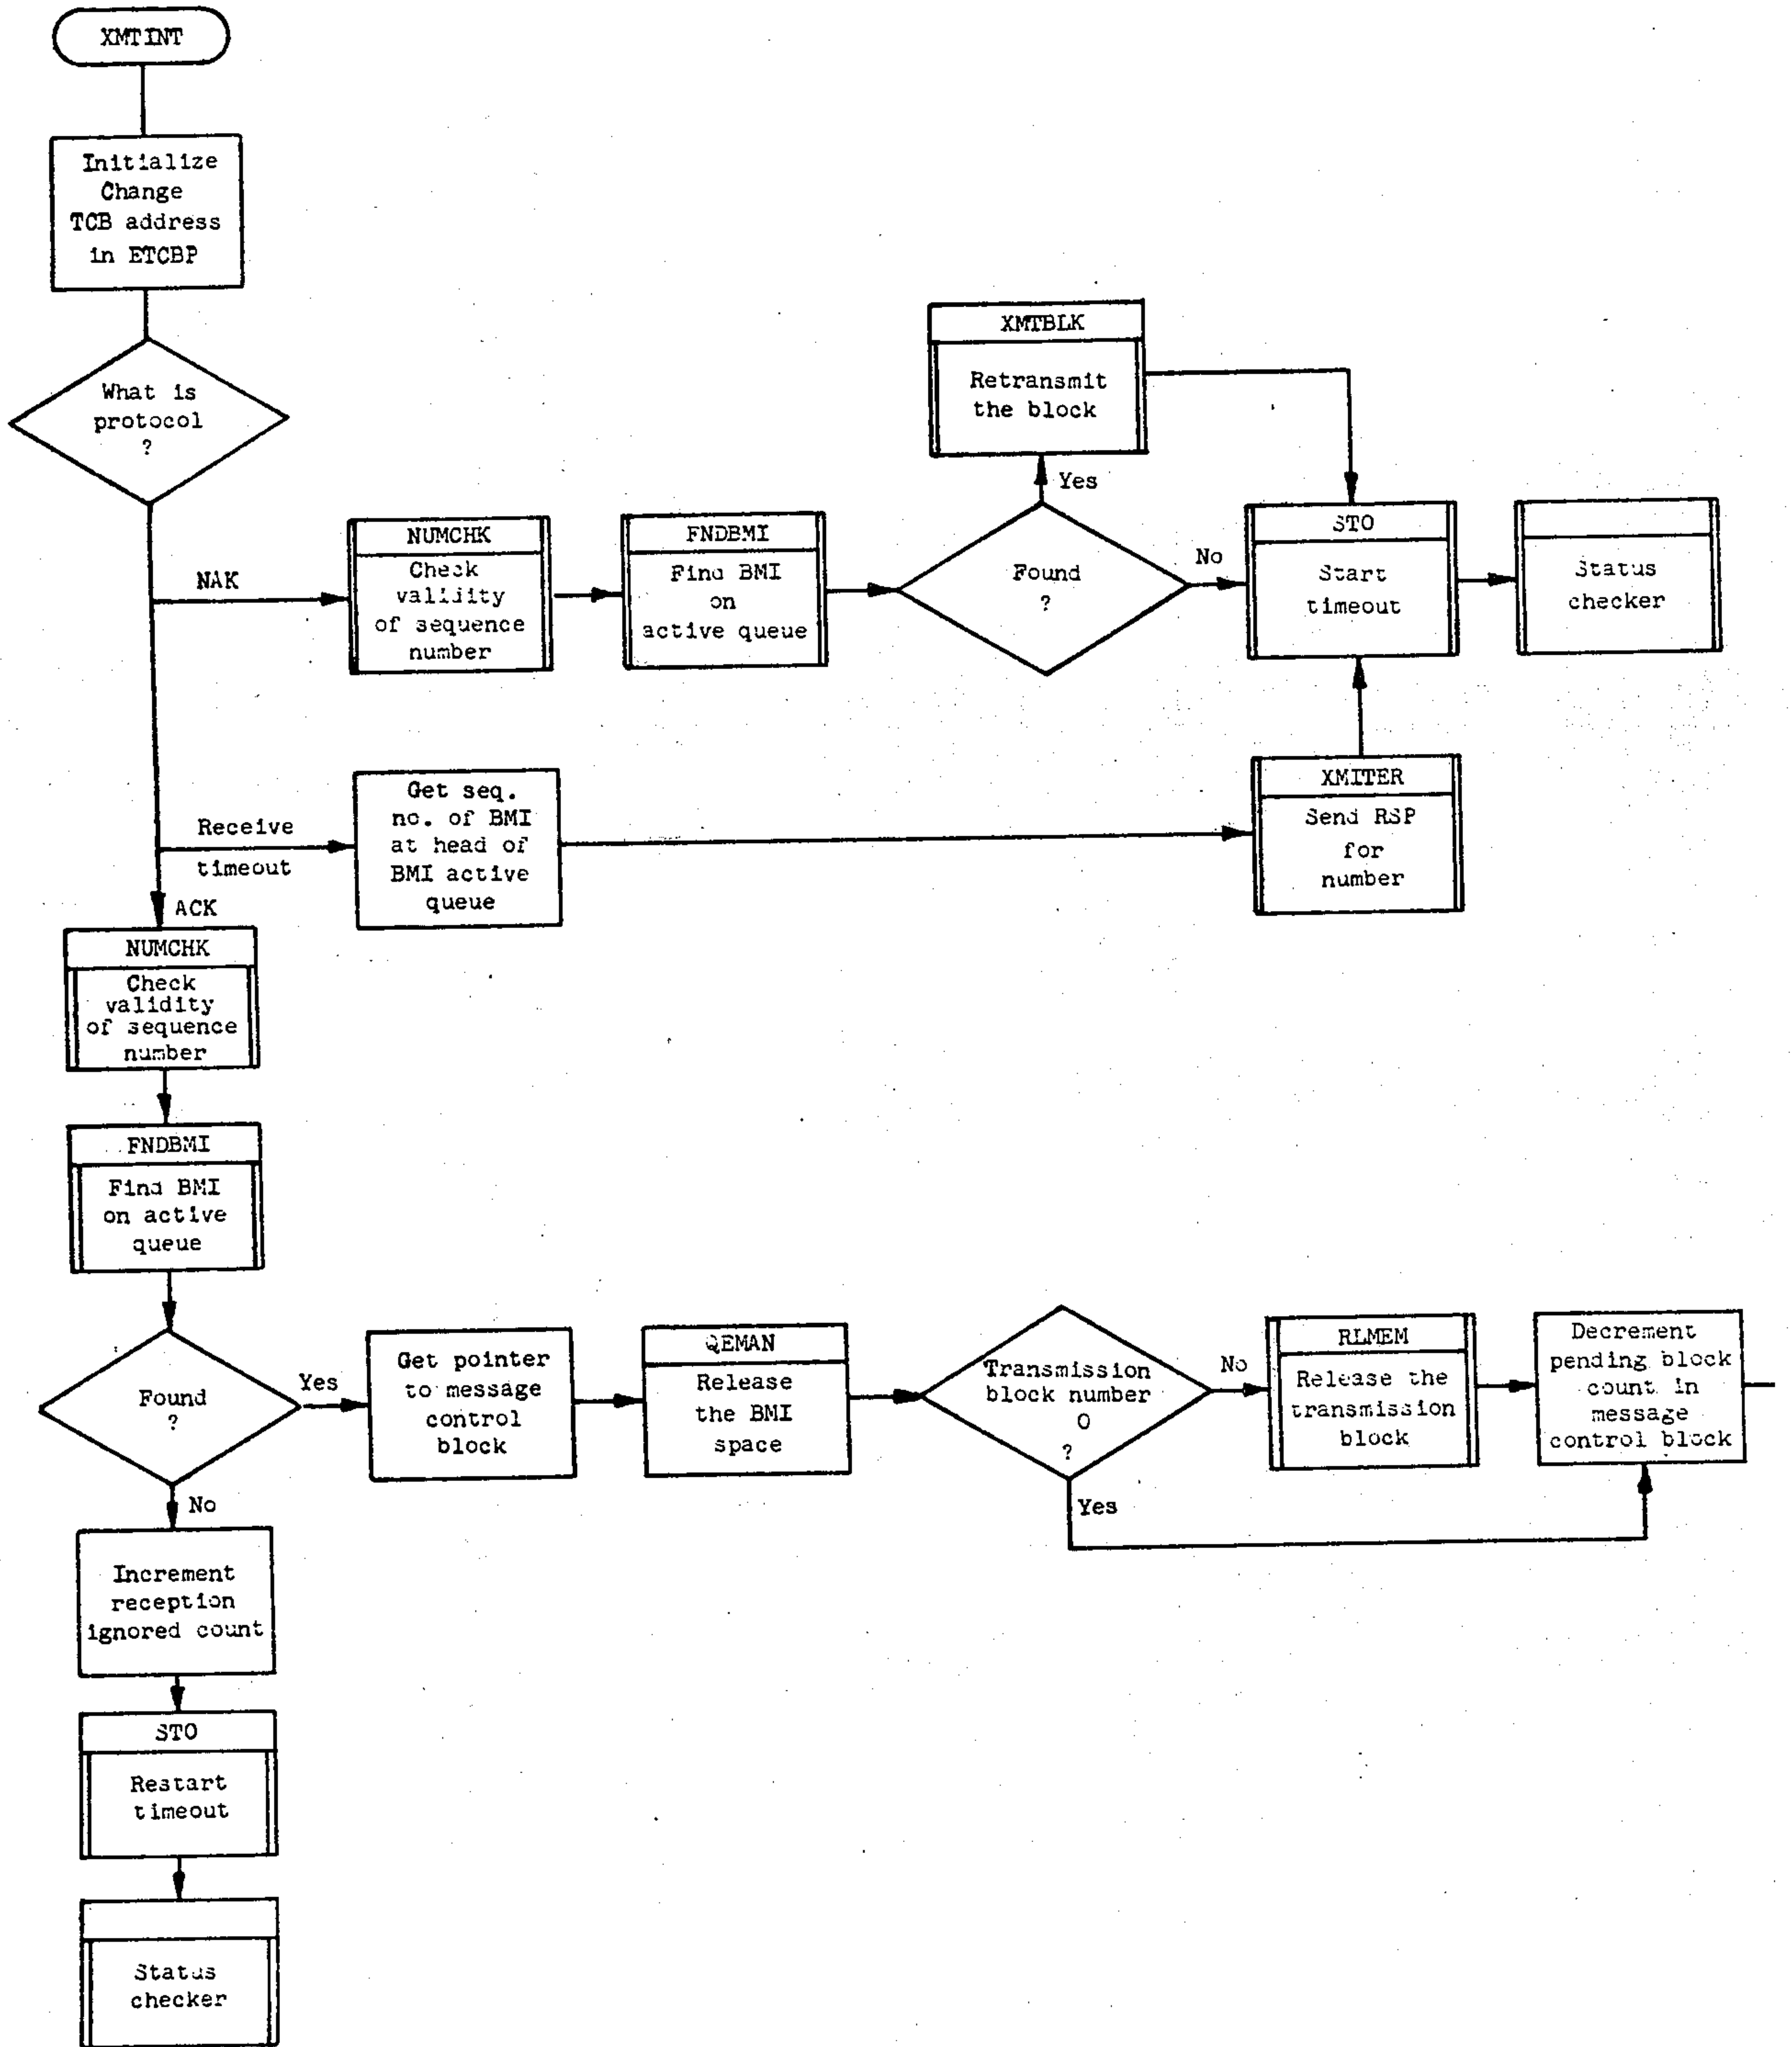 XMTINT
Initialize
Change
TCB address
in ETCBP
What is
protocol
?
XMTBLK
Retransmit
the block
Yes
NAK
NUMCHK
Check
validity
of sequence
number
FNDBMI
Find BMI
on
active queue
Found
?
No
STO
Start
timeout
Status
checker
Receive
timeout
Get seq.
no. of BMI
at head of
BMI active
queue
XMITER
Send RSP
for
number
ACK
NUMCHK
Check
validity
of sequence
number
FNDBMI
Find BMI
on active
queue
Found
?
Yes
Get pointer
to message
control
block
QEMAN
Release
the BMI
space
Transmission
block number
0
?
No
RLMEM
Release the
transmission
block
Decrement
pending block
count in
message
control block
Yes
No
Increment
reception
ignored count
STO
Restart
timeout
Status
checker